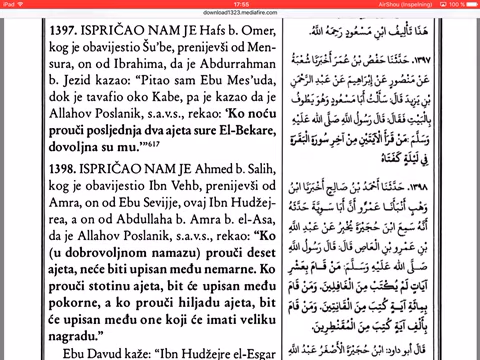 iPad
17:55
AirShou (Inspelning)
100 %
download1323.mediafire.com
1397. ISPRIČAO NAM JE Hafs b. Omer,
kog je obavijestio Šu'be, prenijevši od Men-
sura, on od Ibrahima, da je Abdurrahman
b. Jezid kazao: "Pitao sam Ebu Mes'uda,
dok je tavafio oko Kabe, pa je kazao da je
Allahov Poslanik, s.a.v.s., rekao: 'Ko noću
prouči posljednja dva ajeta sure El-Bekare,
dovoljna su mu.'"617
1398. ISPRIČAO NAM JE Ahmed b. Salih,
kog je obavijestio Ibn Vehb, prenijevši od
Amra, on od Ebu Sevijje, ovaj Ibn Hudžej-
rea, a on od Abdullaha b. Amra b. el-Asa,
da je Allahov Poslanik, s.a.v.s., rekao: "Ko
(u dobrovoljnom namazu) prouči deset
ajeta, neće biti upisan među nemarne. Ko
prouči stotinu ajeta, bit će upisan među
pokorne, a ko prouči hiljadu ajeta, bit
će upisan među one koji će imati veliku
nagradu."
Ebu Davud kaže: "Ibn Hudžejre el-Esgar
هَذَا تَأْلِيفُ ابْنِ مَسْعُودٍ رَحِمَهُ اللَّهُ.
١٣٩٧. حَدَّثَنَا حَفْصُ بْنُ عُمَرَ أَخْبَرَنَا شُعْبَةُ
عَنْ مَنْصُورٍ عَنْ إِبْرَاهِيمَ عَنْ عَبْدِ الرَّحْمَنِ
بْنِ يَزِيدَ قَالَ: سَأَلْتُ أَبَا مَسْعُودٍ وَهُوَ يَطُوفُ
بِالْبَيْتِ فَقَالَ: قَالَ رَسُولُ اللَّهِ صَلَّى اللَّهُ عَلَيْهِ
وَسَلَّمَ: مَنْ قَرَأَ الْآيَتَيْنِ مِنْ آخِرِ سُورَةِ الْبَقَرَةِ
فِي لَيْلَةٍ كَفَتَاهُ
١٣٩٨. حَدَّثَنَا أَحْمَدُ بْنُ صَالِحٍ أَخْبَرَنَا ابْنُ
وَهْبٍ أَنْبَأَنَا عَمْرٌو أَنَّ أَبَا سَوِيَّةَ حَدَّثَهُ
أَنَّهُ سَمِعَ ابْنَ حُجَيْرَةَ يُخْبِرُ عَنْ عَبْدِ اللَّهِ
بْنِ عَمْرِو بْنِ الْعَاصِ قَالَ: قَالَ رَسُولُ اللَّهِ
صَلَّى اللَّهُ عَلَيْهِ وَسَلَّمَ: مَنْ قَامَ بِعَشْرِ
آيَاتٍ لَمْ يُكْتَبْ مِنَ الْغَافِلِينَ. وَمَنْ قَامَ
بِمِائَةِ آيَةٍ كُتِبَ مِنَ الْقَانِتِينَ. وَمَنْ قَامَ
بِأَلْفِ آيَةٍ كُتِبَ مِنَ الْمُقَنْطِرِينَ.
قَالَ أَبُو دَاوُد: ابْنُ حُجَيْرَةَ الْأَصْغَرُ عَبْدُ اللَّهِ